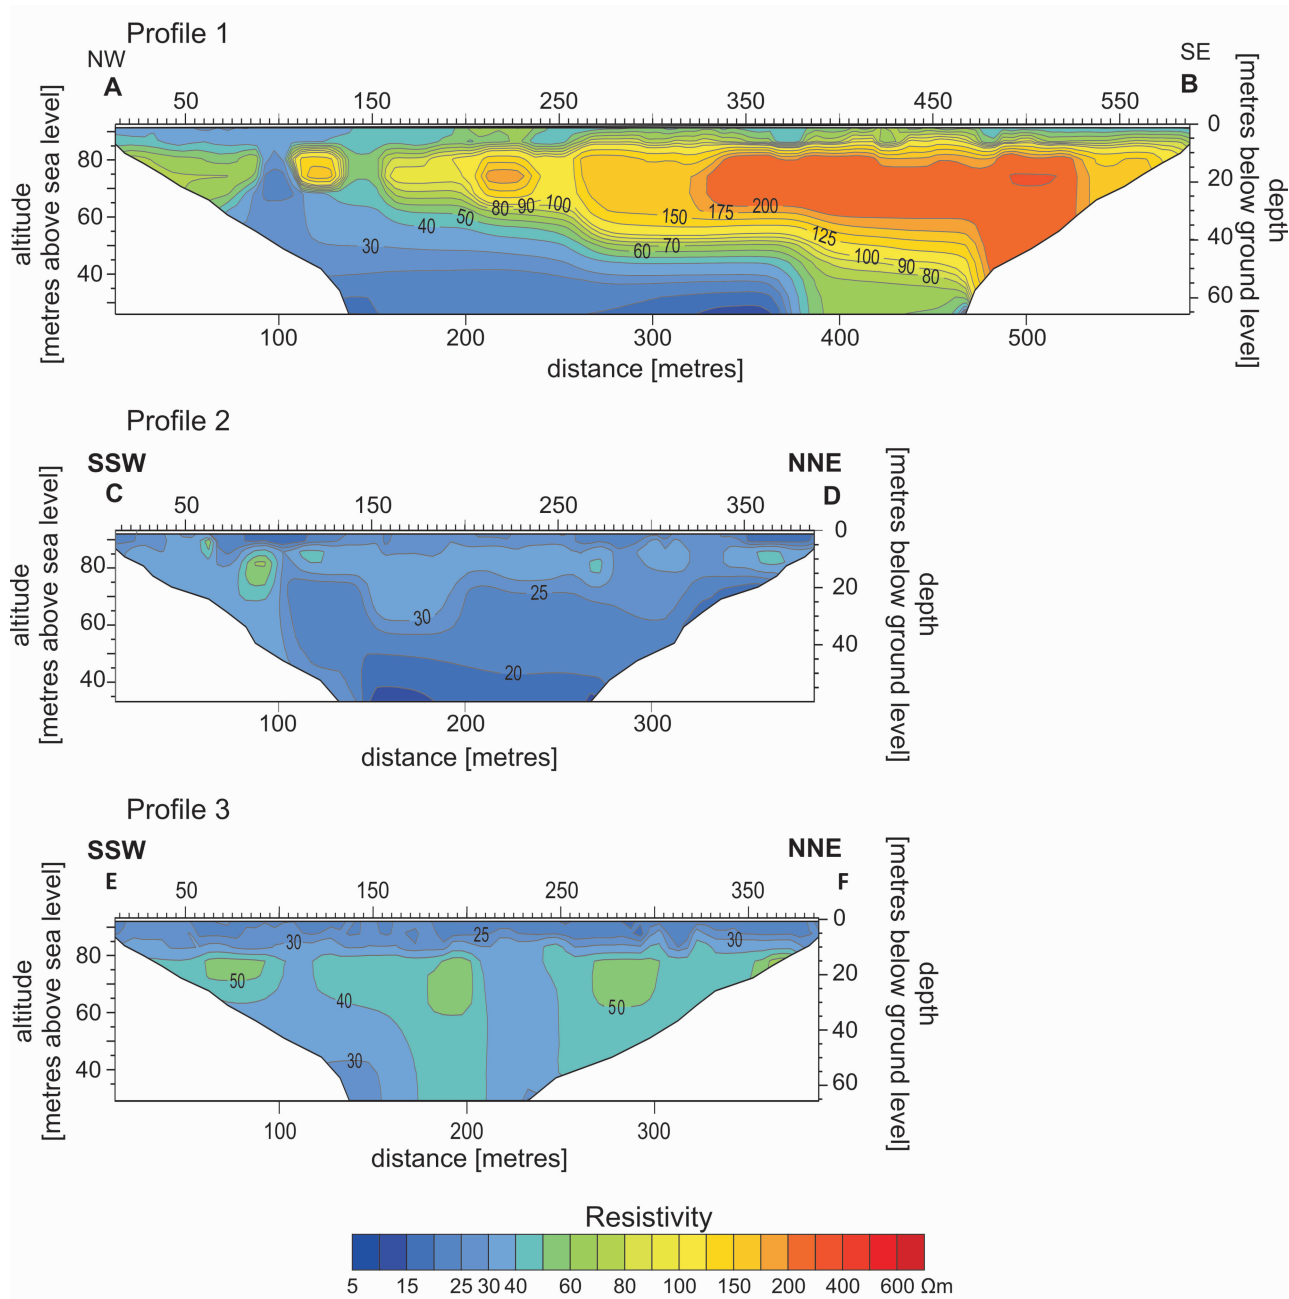 Profile 1
NW
SE
A
B
50 150 250 350 450 550
altitude
[metres above sea level]
80
60
40
0
20
40
60
depth
[metres below ground level]
30
40
50
80
90
100
150
175
200
60
70
125
100
90
80
100 200 300 400 500
distance [metres]
Profile 2
SSW
NNE
C
D
50 150 250 350
altitude
[metres above sea level]
80
60
40
0
20
40
depth
[metres below ground level]
30
25
20
100 200 300
distance [metres]
Profile 3
SSW
NNE
E
F
50 150 250 350
altitude
[metres above sea level]
80
60
40
0
20
40
60
depth
[metres below ground level]
30
25
30
50
40
50
30
100 200 300
distance [metres]
Resistivity
5 15 25 30 40 60 80 100 150 200 400 600 Ωm